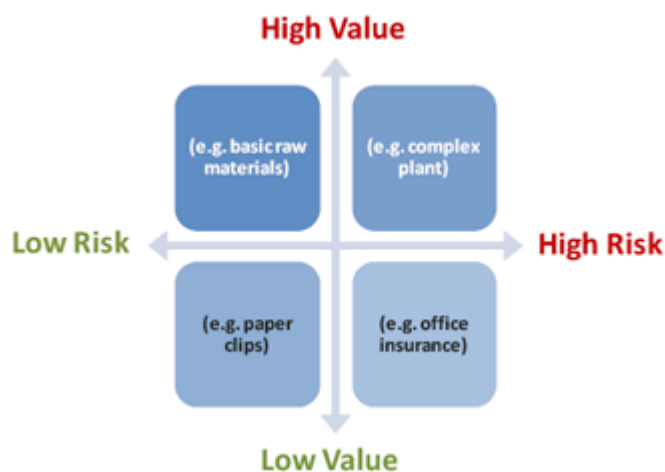 High Value
(e.g. basic raw
materials)
(e.g. complex
plant)
Low Risk
High Risk
(e.g. paper
clips)
(e.g. office
insurance)
Low Value